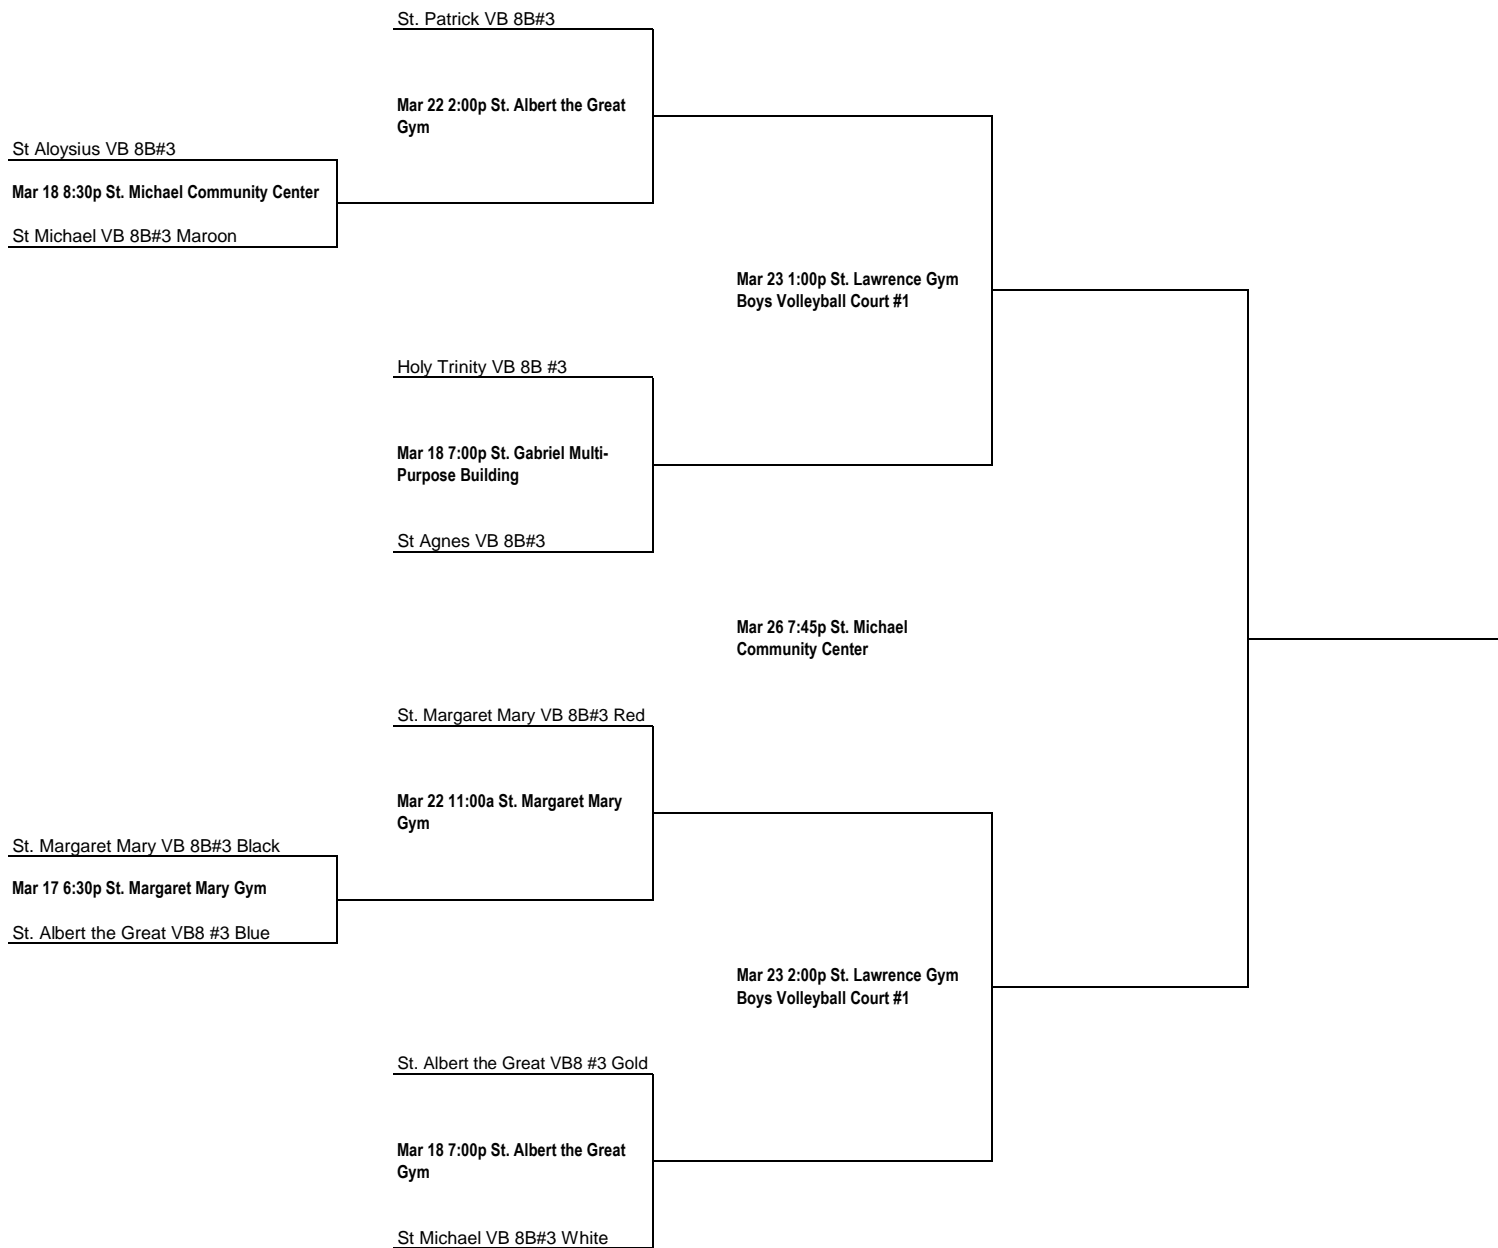 St. Patrick VB 8B#3
Mar 22 2:00p St. Albert the Great
Gym
St Aloysius VB 8B#3
Mar 18 8:30p St. Michael Community Center
St Michael VB 8B#3 Maroon
Mar 23 1:00p St. Lawrence Gym
Boys Volleyball Court #1
Holy Trinity VB 8B #3
Mar 18 7:00p St. Gabriel Multi-
Purpose Building
St Agnes VB 8B#3
Mar 26 7:45p St. Michael
Community Center
St. Margaret Mary VB 8B#3 Red
Mar 22 11:00a St. Margaret Mary
Gym
St. Margaret Mary VB 8B#3 Black
Mar 17 6:30p St. Margaret Mary Gym
St. Albert the Great VB8 #3 Blue
Mar 23 2:00p St. Lawrence Gym
Boys Volleyball Court #1
St. Albert the Great VB8 #3 Gold
Mar 18 7:00p St. Albert the Great
Gym
St Michael VB 8B#3 White